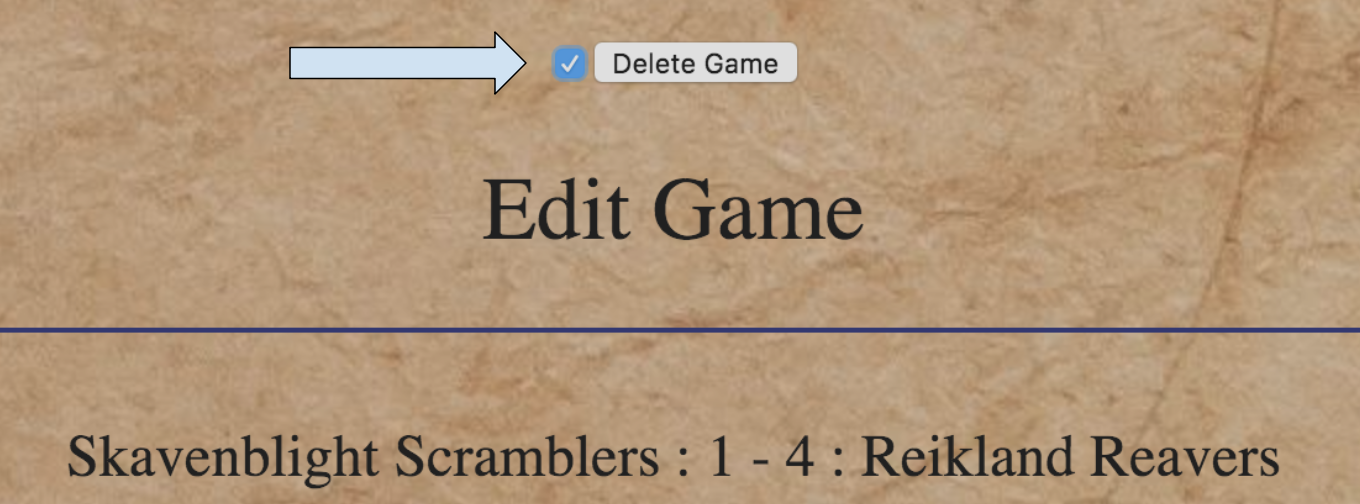 Delete Game
Edit Game
Skavenblight Scramblers : 1 - 4 : Reikland Reavers